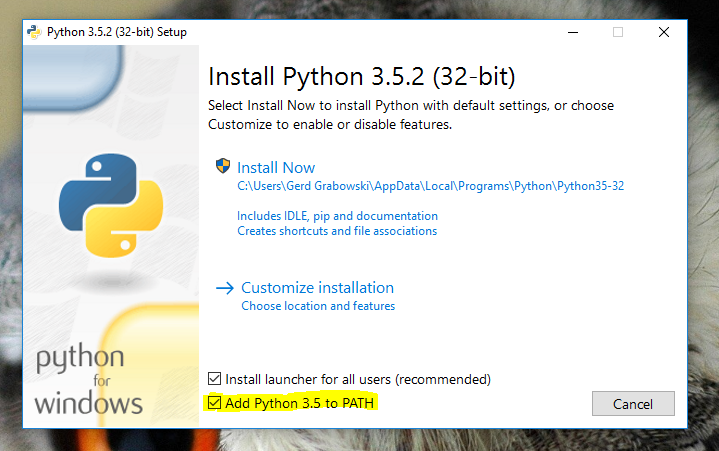 Python 3.5.2 (32-bit) Setup
Install Python 3.5.2 (32-bit)
Select Install Now to install Python with default settings, or choose
Customize to enable or disable features.
Install Now
C:\Users\Gerd Grabowski\AppData\Local\Programs\Python\Python35-32
Includes IDLE, pip and documentation
Creates shortcuts and file associations
Customize installation
Choose location and features
python
for
windows
Install launcher for all users (recommended)
Add Python 3.5 to PATH
Cancel